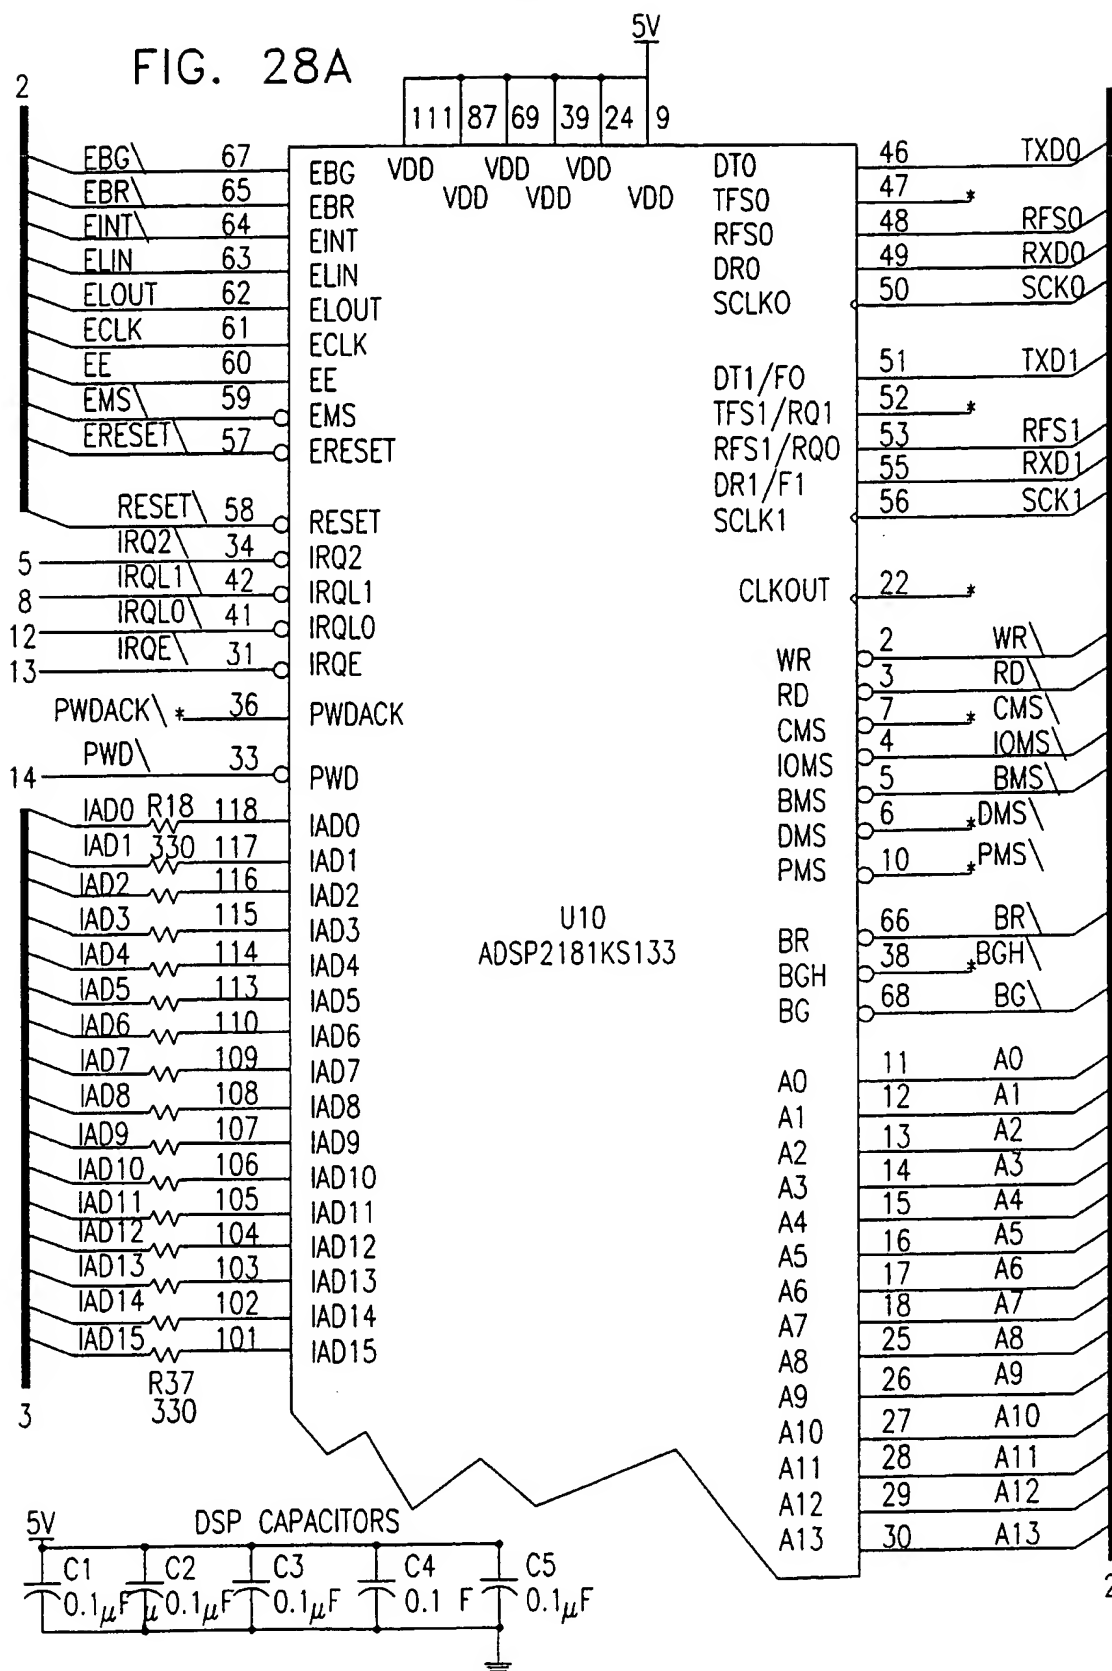 5V
FIG. 28A
2
111 87 69 39 24 9
VDD VDD VDD
VDD VDD VDD
EBG\ 67 EBG
EBR\ 65 EBR
EINT\ 64 EINT
ELIN 63 ELIN
ELOUT 62 ELOUT
ECLK 61 ECLK
EE 60 EE
EMS\ 59 EMS
ERESET\ 57 ERESET
RESET\ 58 RESET
5 IRQ2\ 34 IRQ2
8 IRQL1\ 42 IRQL1
12 IRQL0\ 41 IRQL0
13 IRQE\ 31 IRQE
PWDACK\ * 36 PWDACK
14 PWD\ 33 PWD
IAD0 R18 118 IAD0
IAD1 330 117 IAD1
IAD2 116 IAD2
IAD3 115 IAD3
IAD4 114 IAD4
IAD5 113 IAD5
IAD6 110 IAD6
IAD7 109 IAD7
IAD8 108 IAD8
IAD9 107 IAD9
IAD10 106 IAD10
IAD11 105 IAD11
IAD12 104 IAD12
IAD13 103 IAD13
IAD14 102 IAD14
IAD15 101 IAD15
R37
330
3
U10
ADSP2181KS133
DT0 46 TXD0
TFS0 47 *
RFS0 48 RFS0
DR0 49 RXD0
SCLK0 50 SCK0
DT1/FO 51 TXD1
TFS1/RQ1 52 *
RFS1/RQ0 53 RFS1
DR1/F1 55 RXD1
SCLK1 56 SCK1
CLKOUT 22 *
WR 2 WR\
RD 3 RD\
CMS 7 * CMS\
IOMS 4 IOMS\
BMS 5 BMS\
DMS 6 * DMS\
PMS 10 * PMS\
BR 66 BR\
BGH 38 * BGH\
BG 68 BG\
A0 11 A0
A1 12 A1
A2 13 A2
A3 14 A3
A4 15 A4
A5 16 A5
A6 17 A6
A7 18 A7
A8 25 A8
A9 26 A9
A10 27 A10
A11 28 A11
A12 29 A12
A13 30 A13
2
5V DSP CAPACITORS
C1 C2 C3 C4 C5
0.1μF μ 0.1μF 0.1μF 0.1 F 0.1μF